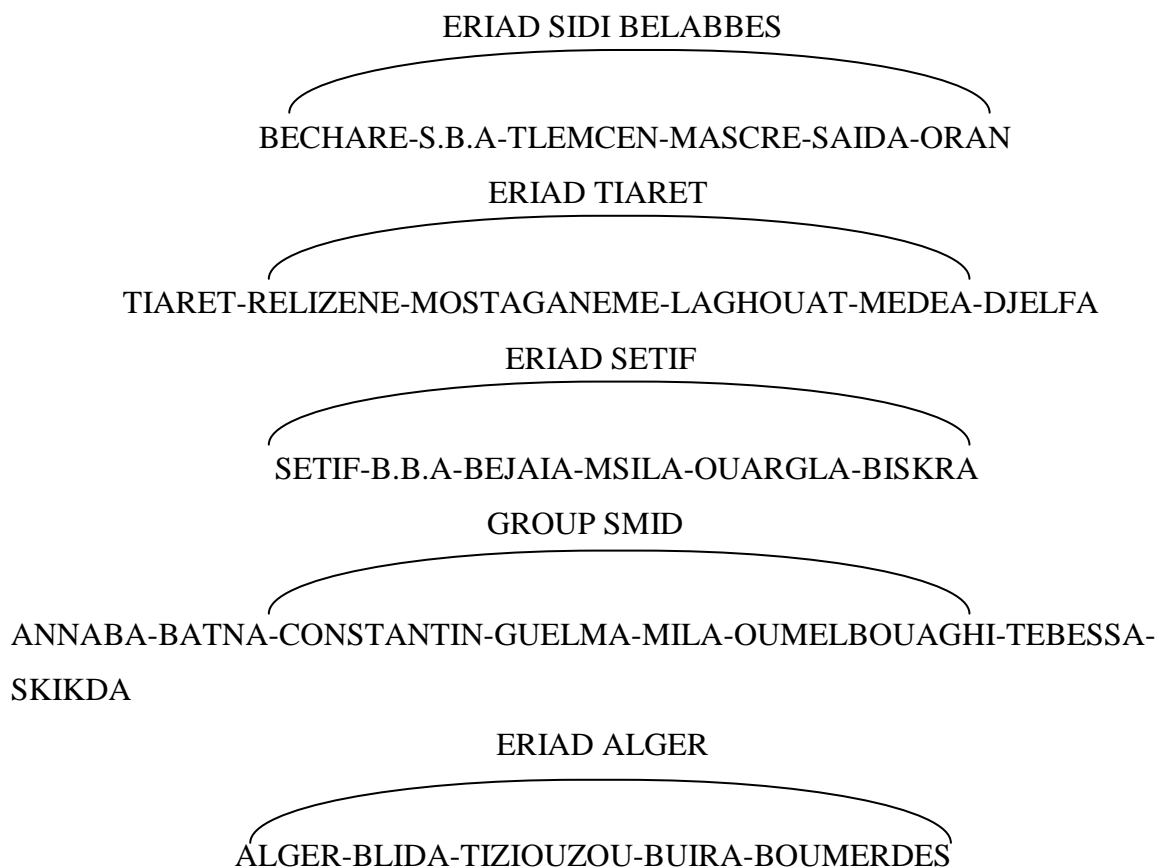 ERIAD SIDI BELABBES
BECHARE-S.B.A-TLEMCEN-MASCRE-SAIDA-ORAN
ERIAD TIARET
TIARET-RELIZENE-MOSTAGANEME-LAGHOUAT-MEDEA-DJELFA
ERIAD SETIF
SETIF-B.B.A-BEJAIA-MSILA-OUARGLA-BISKRA
GROUP SMID
ANNABA-BATNA-CONSTANTIN-GUELMA-MILA-OUMELBOUAGHI-TEBESSA-
SKIKDA
ERIAD ALGER
ALGER-BLIDA-TIZIOUZOU-BUIRA-BOUMERDES